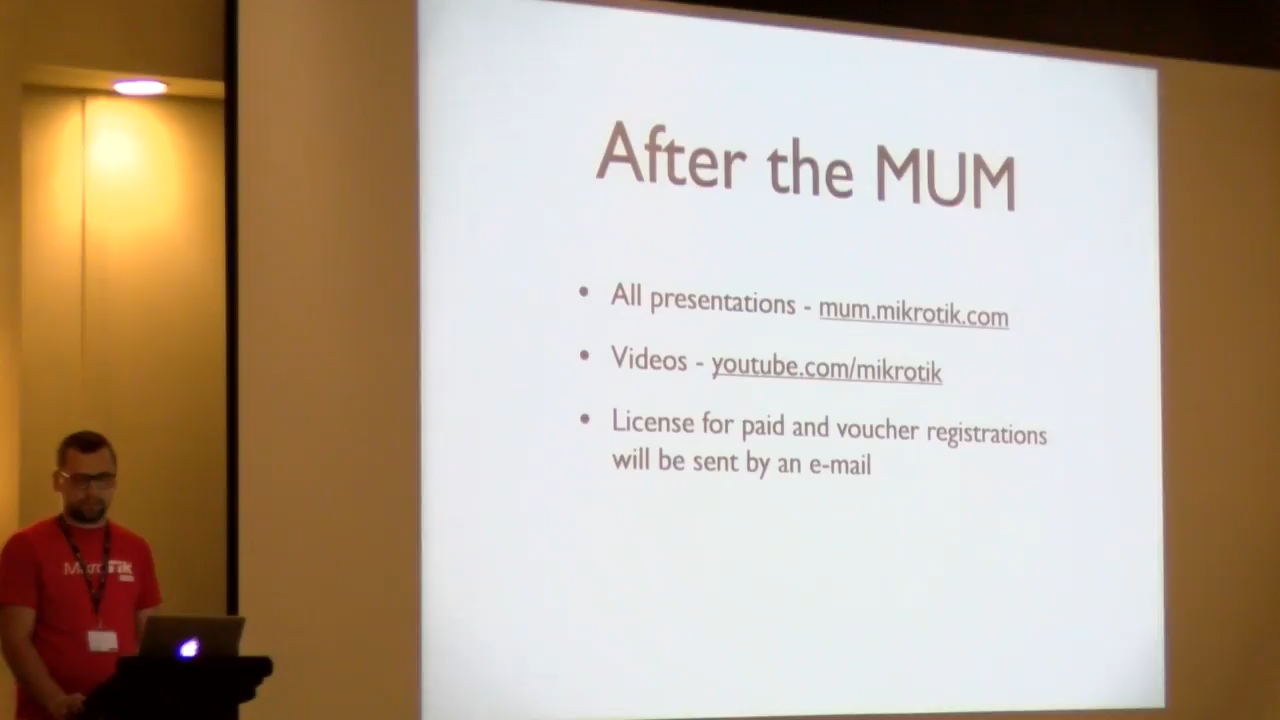 After the MUM
• All presentations - mum.mikrotik.com
• Videos - youtube.com/mikrotik
• License for paid and voucher registrations
will be sent by an e-mail
MikroTik